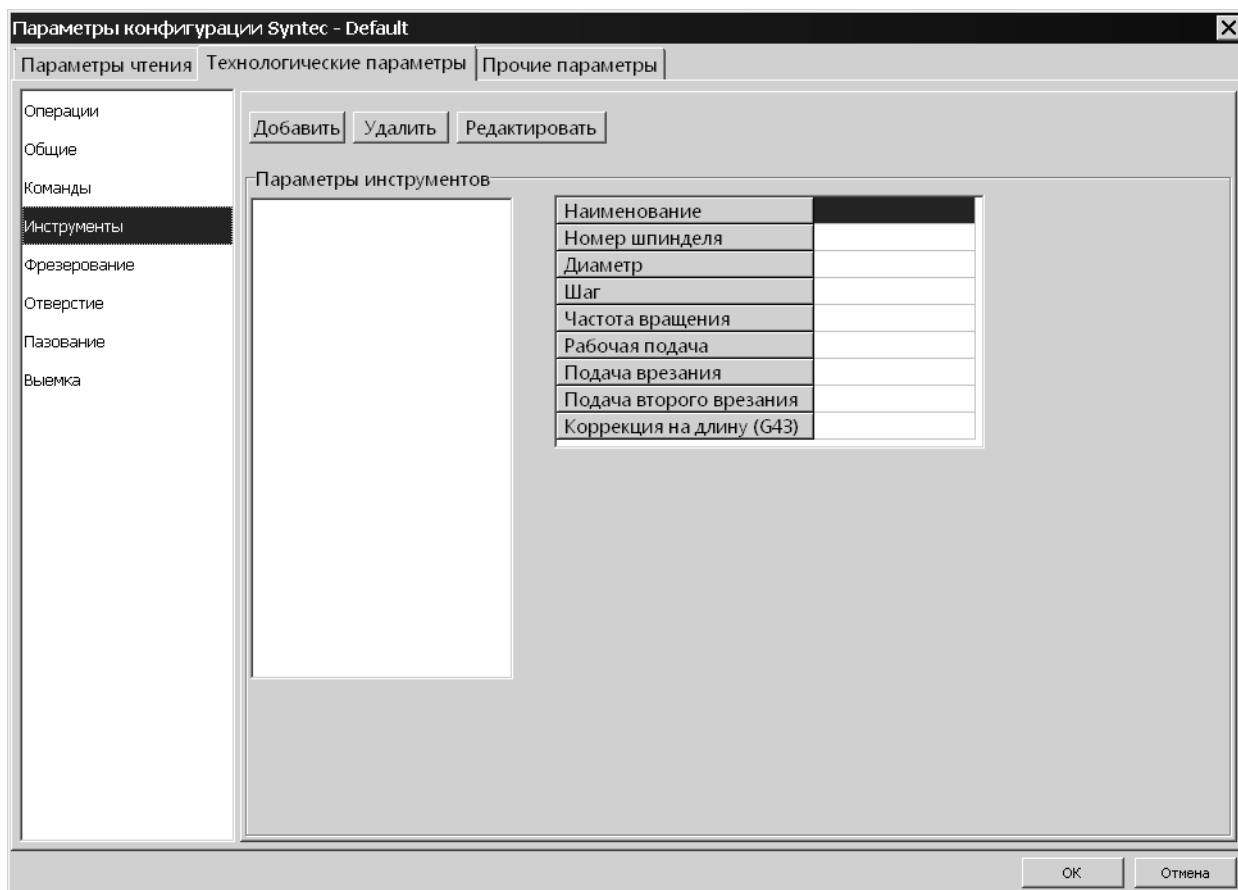 Параметры конфигурации Syntec - Default
Параметры чтения Технологические параметры Прочие параметры
Операции
Общие
Команды
Инструменты
Фрезерование
Отверстие
Пазование
Выемка
Добавить Удалить Редактировать
Параметры инструментов
Наименование
Номер шпинделя
Диаметр
Шаг
Частота вращения
Рабочая подача
Подача врезания
Подача второго врезания
Коррекция на длину (G43)
ОК Отмена